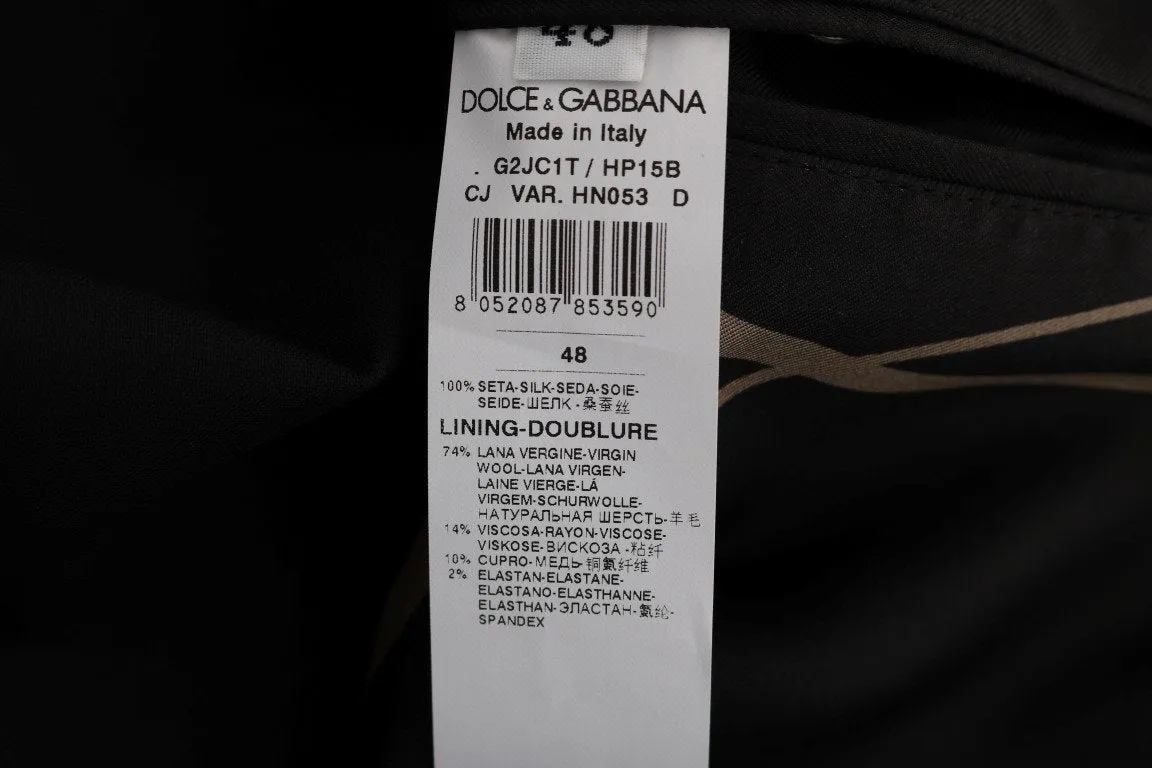 48
DOLCE & GABBANA
Made in Italy
. G2JC1T / HP15B
CJ VAR. HN053 D
8 052087 853590
48
100% SETA-SILK-SEDA-SOIE-
SEIDE-ШЕЛК -桑蚕丝
LINING-DOUBLURE
74% LANA VERGINE-VIRGIN
WOOL-LANA VIRGEN-
LAINE VIERGE-LÁ
VIRGEM-SCHURWOLLE-
НАТУРАЛЬНАЯ ШЕРСТЬ-羊毛
14% VISCOSA-RAYON-VISCOSE-
VISKOSE-ВИСКОЗА -粘纤
10% CUPRO-МЕДЬ-铜氨纤维
2% ELASTAN-ELASTANE-
ELASTANO-ELASTHANNE-
ELASTHAN-ЭЛАСТАН-氨纶-
SPANDEX